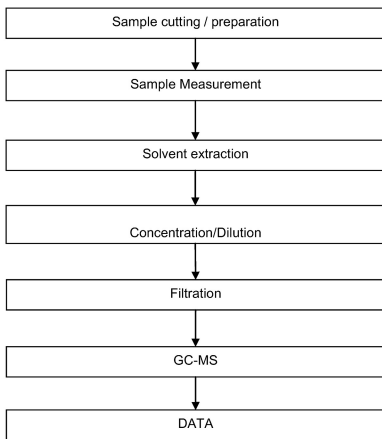 Sample cutting / preparation
Sample Measurement
Solvent extraction
Concentration/Dilution
Filtration
GC-MS
DATA